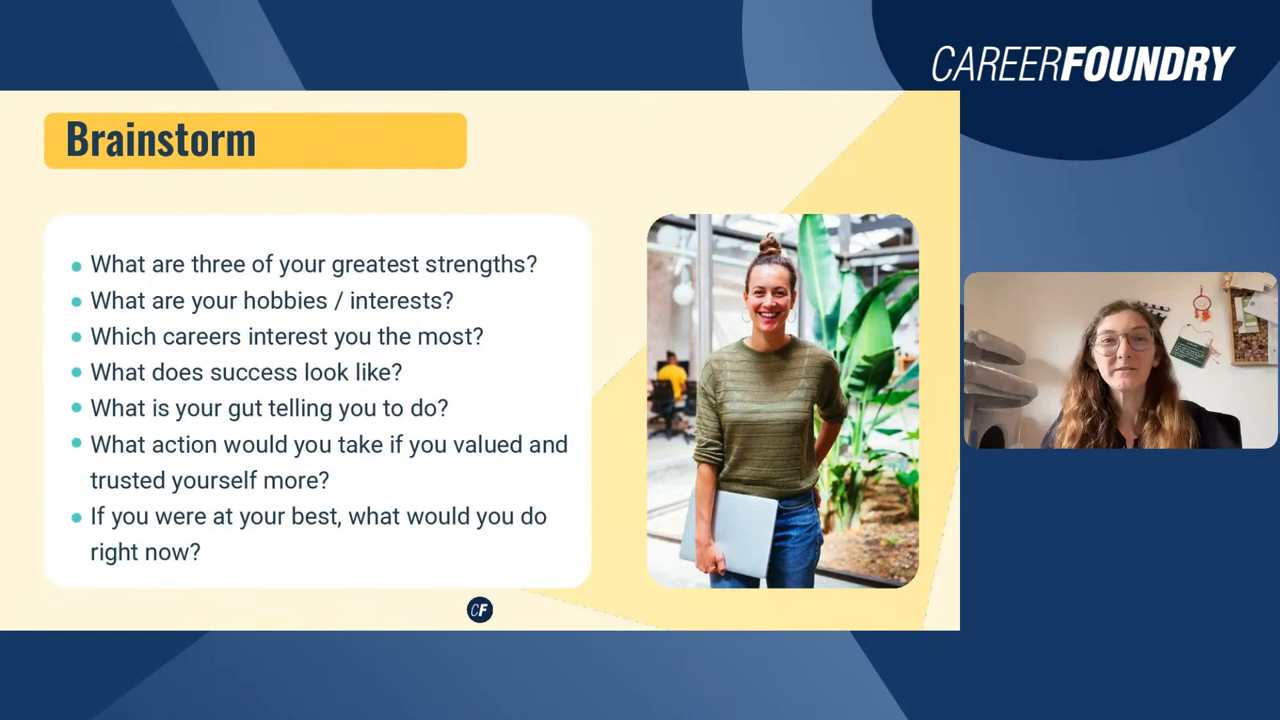 CAREERFOUNDRY
Brainstorm
What are three of your greatest strengths?
What are your hobbies / interests?
Which careers interest you the most?
What does success look like?
What is your gut telling you to do?
What action would you take if you valued and
trusted yourself more?
If you were at your best, what would you do
right now?
CF